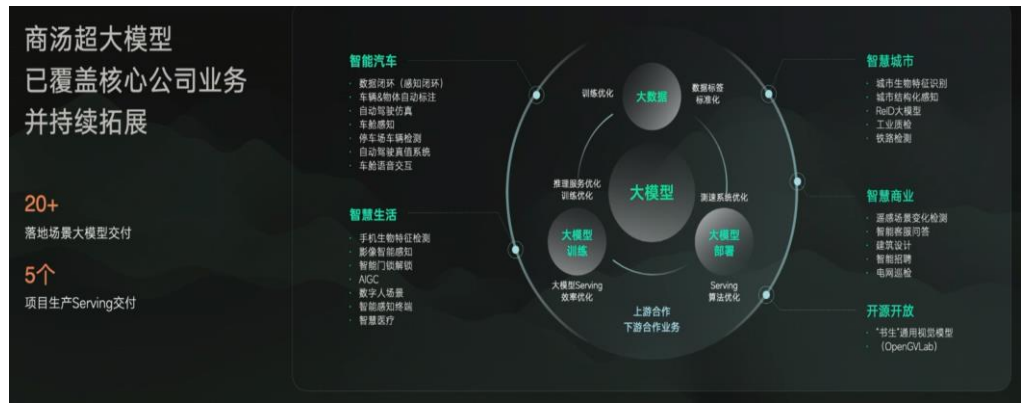 商汤超大模型
已覆盖核心公司业务
并持续拓展
20+
落地场景大模型交付
5个
项目生产Serving交付
智能汽车
· 数据闭环（感知闭环）
· 车辆&物体自动标注
· 自动驾驶仿真
· 车舱感知
· 停车场车辆检测
· 自动驾驶真值系统
· 车舱语音交互
智慧生活
· 手机生物特征检测
· 影像智能感知
· 智能门锁解锁
· AIGC
· 数字人场景
· 智能感知终端
· 智慧医疗
训练优化
大数据
数据标签
标准化
推理服务优化
训练优化
大模型
测速系统优化
大模型
训练
大模型
部署
大模型Serving
效率优化
Serving
算法优化
上游合作
下游合作业务
智慧城市
· 城市生物特征识别
· 城市结构化感知
· ReID大模型
· 工业质检
· 铁路检测
智慧商业
· 遥感场景变化检测
· 智能客服问答
· 建筑设计
· 智能招聘
· 电网巡检
开源开放
· “书生”通用视觉模型
· （OpenGVLab）